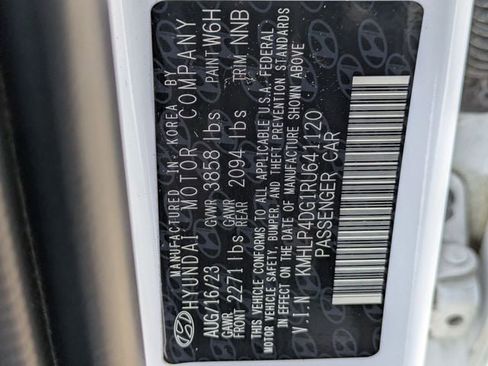 MANUFACTURED IN KOREA BY
HYUNDAI MOTOR COMPANY
AUG/16/23 GVWR 3858 lbs PAINT W6H
GAWR FRONT 2271 lbs GAWR REAR 2094 lbs TRIM NNB
THIS VEHICLE CONFORMS TO ALL APPLICABLE U.S.A. FEDERAL
MOTOR VEHICLE SAFETY, BUMPER AND THEFT PREVENTION STANDARDS
IN EFFECT ON THE DATE OF MANUFACTURE SHOWN ABOVE
V.I.N KMHLP4DG1RU641120
PASSENGER CAR